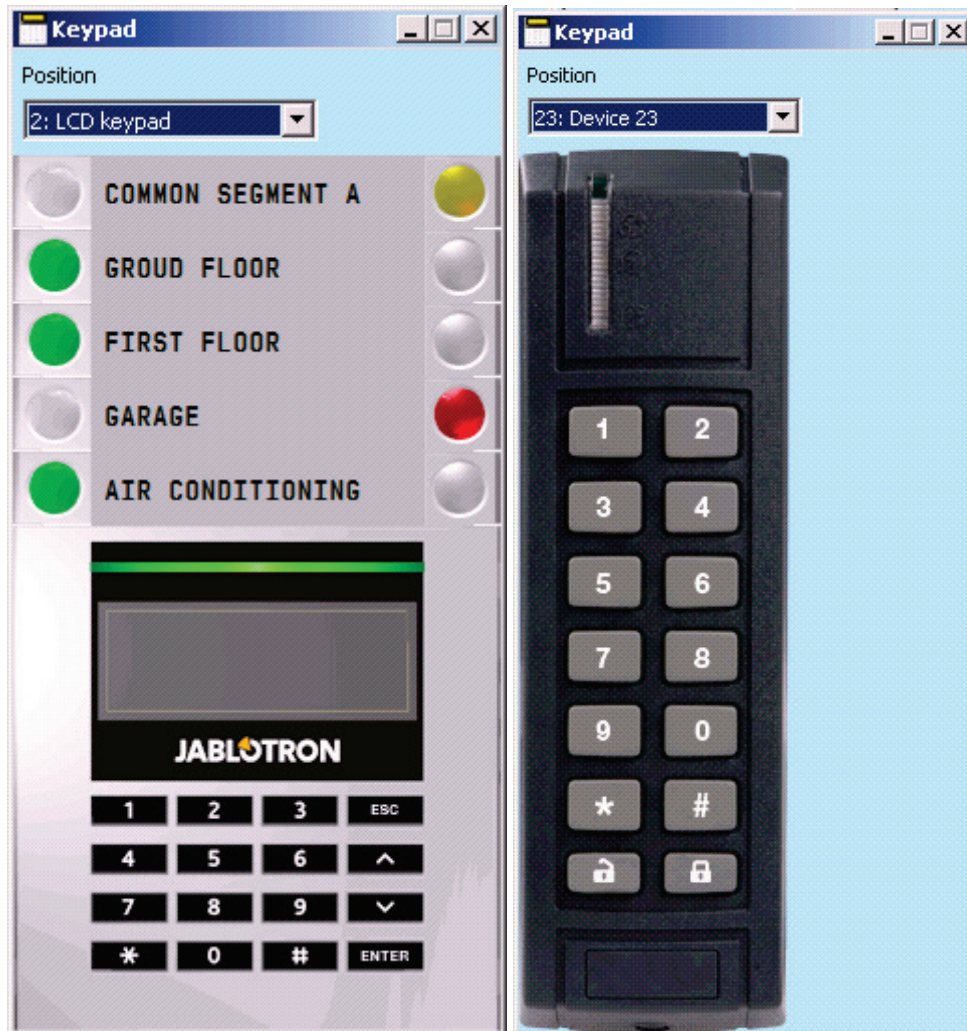 Keypad
Position
2: LCD keypad
COMMON SEGMENT A
GROUD FLOOR
FIRST FLOOR
GARAGE
AIR CONDITIONING
JABLOTRON
1 2 3 ESC
4 5 6
7 8 9
* 0 # ENTER
Keypad
Position
23: Device 23
1 2
3 4
5 6
7 8
9 0
* #